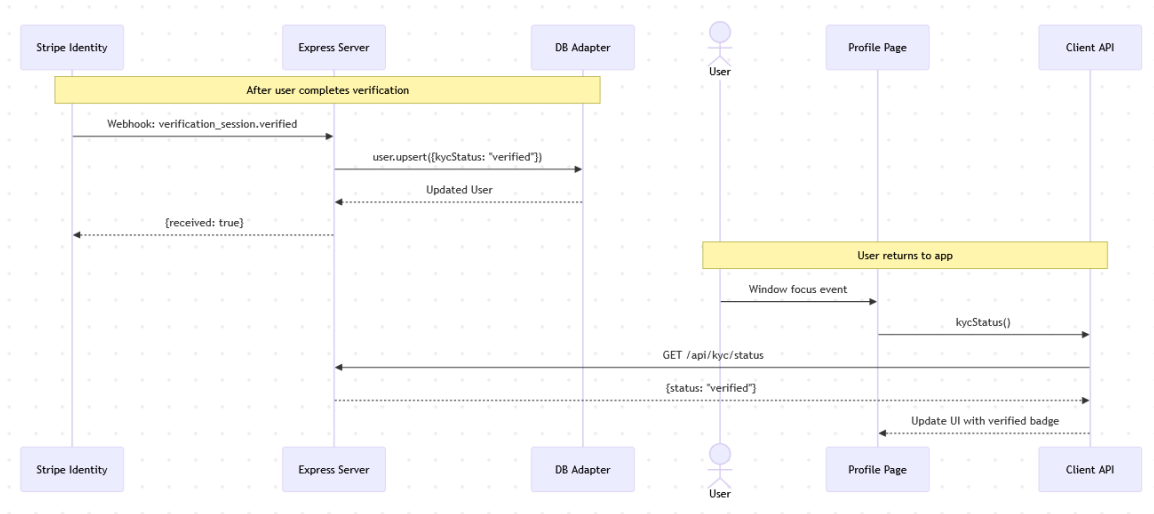 Stripe Identity
Express Server
DB Adapter
User
Profile Page
Client API
After user completes verification
Webhook: verification_session.verified
user.upsert({kycStatus: "verified"})
Updated User
{received: true}
User returns to app
Window focus event
kycStatus()
GET /api/kyc/status
{status: "verified"}
Update UI with verified badge
Stripe Identity
Express Server
DB Adapter
User
Profile Page
Client API